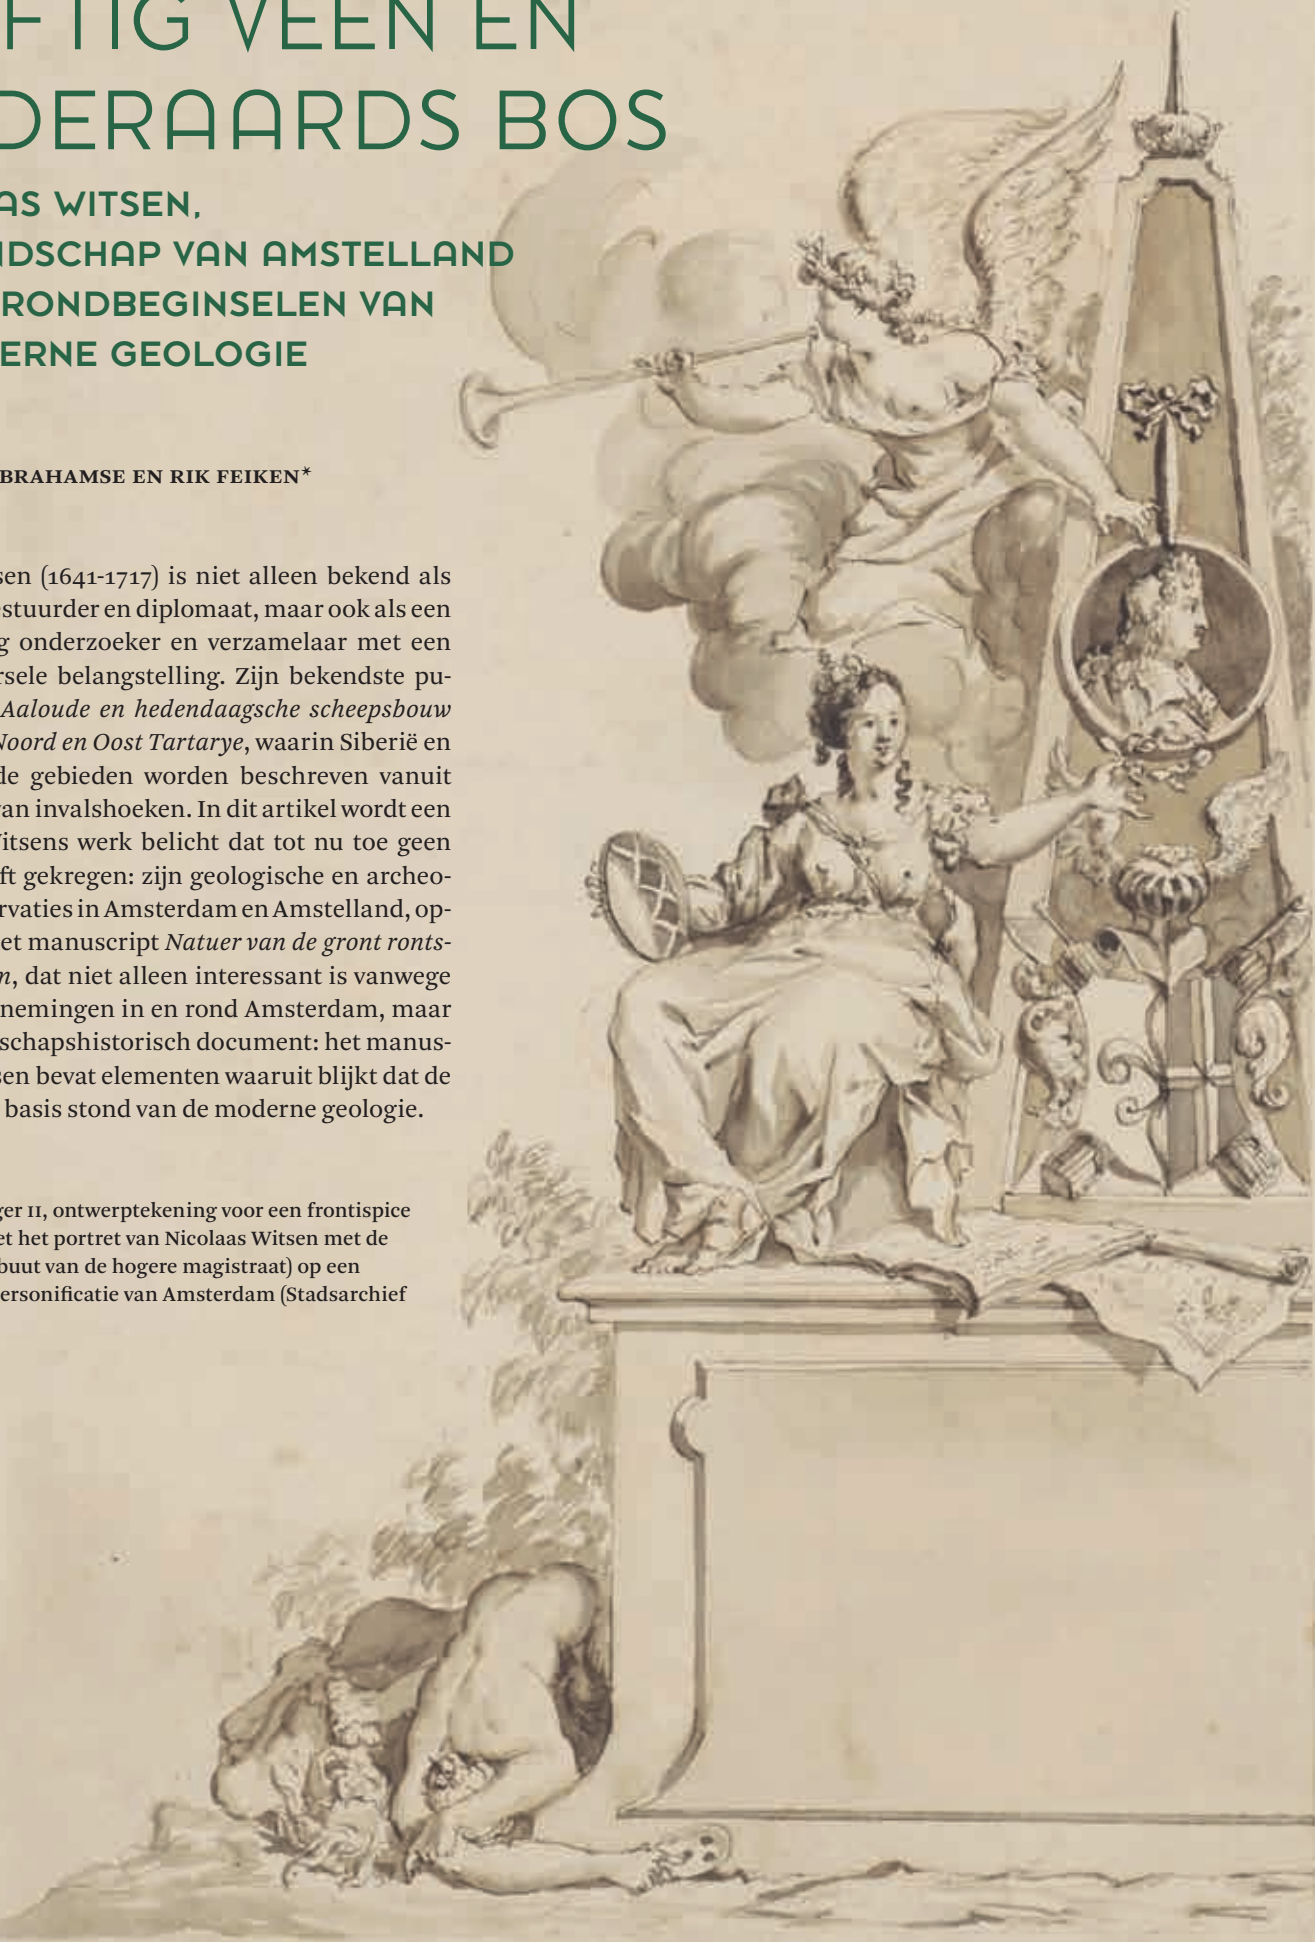 FTIG VEEN EN
DERAARDS BOS
AS WITSEN,
NDSCHAP VAN AMSTELLAND
RONDBEGINSELEN VAN
ERNE GEOLOGIE
BRAHAMSE EN RIK FEIKEN*
sen (1641-1717) is niet alleen bekend als
estuurder en diplomaat, maar ook als een
g onderzoeker en verzamelaar met een
rsele belangstelling. Zijn bekendste pu-
Aaloude en hedendaagsche scheepsbouw
Noord en Oost Tartarye, waarin Siberië en
de gebieden worden beschreven vanuit
van invalshoeken. In dit artikel wordt een
Witsens werk belicht dat tot nu toe geen
ft gekregen: zijn geologische en archeo-
rvaties in Amsterdam en Amstelland, op-
et manuscript Natuer van de gront ronts-
m, dat niet alleen interessant is vanwege
nemingen in en rond Amsterdam, maar
schapshistorisch document: het manus-
sen bevat elementen waaruit blijkt dat de
basis stond van de moderne geologie.
ger II, ontwerptekening voor een frontispice
et het portret van Nicolaas Witsen met de
buut van de hogere magistraat) op een
ersonificatie van Amsterdam (Stadsarchief